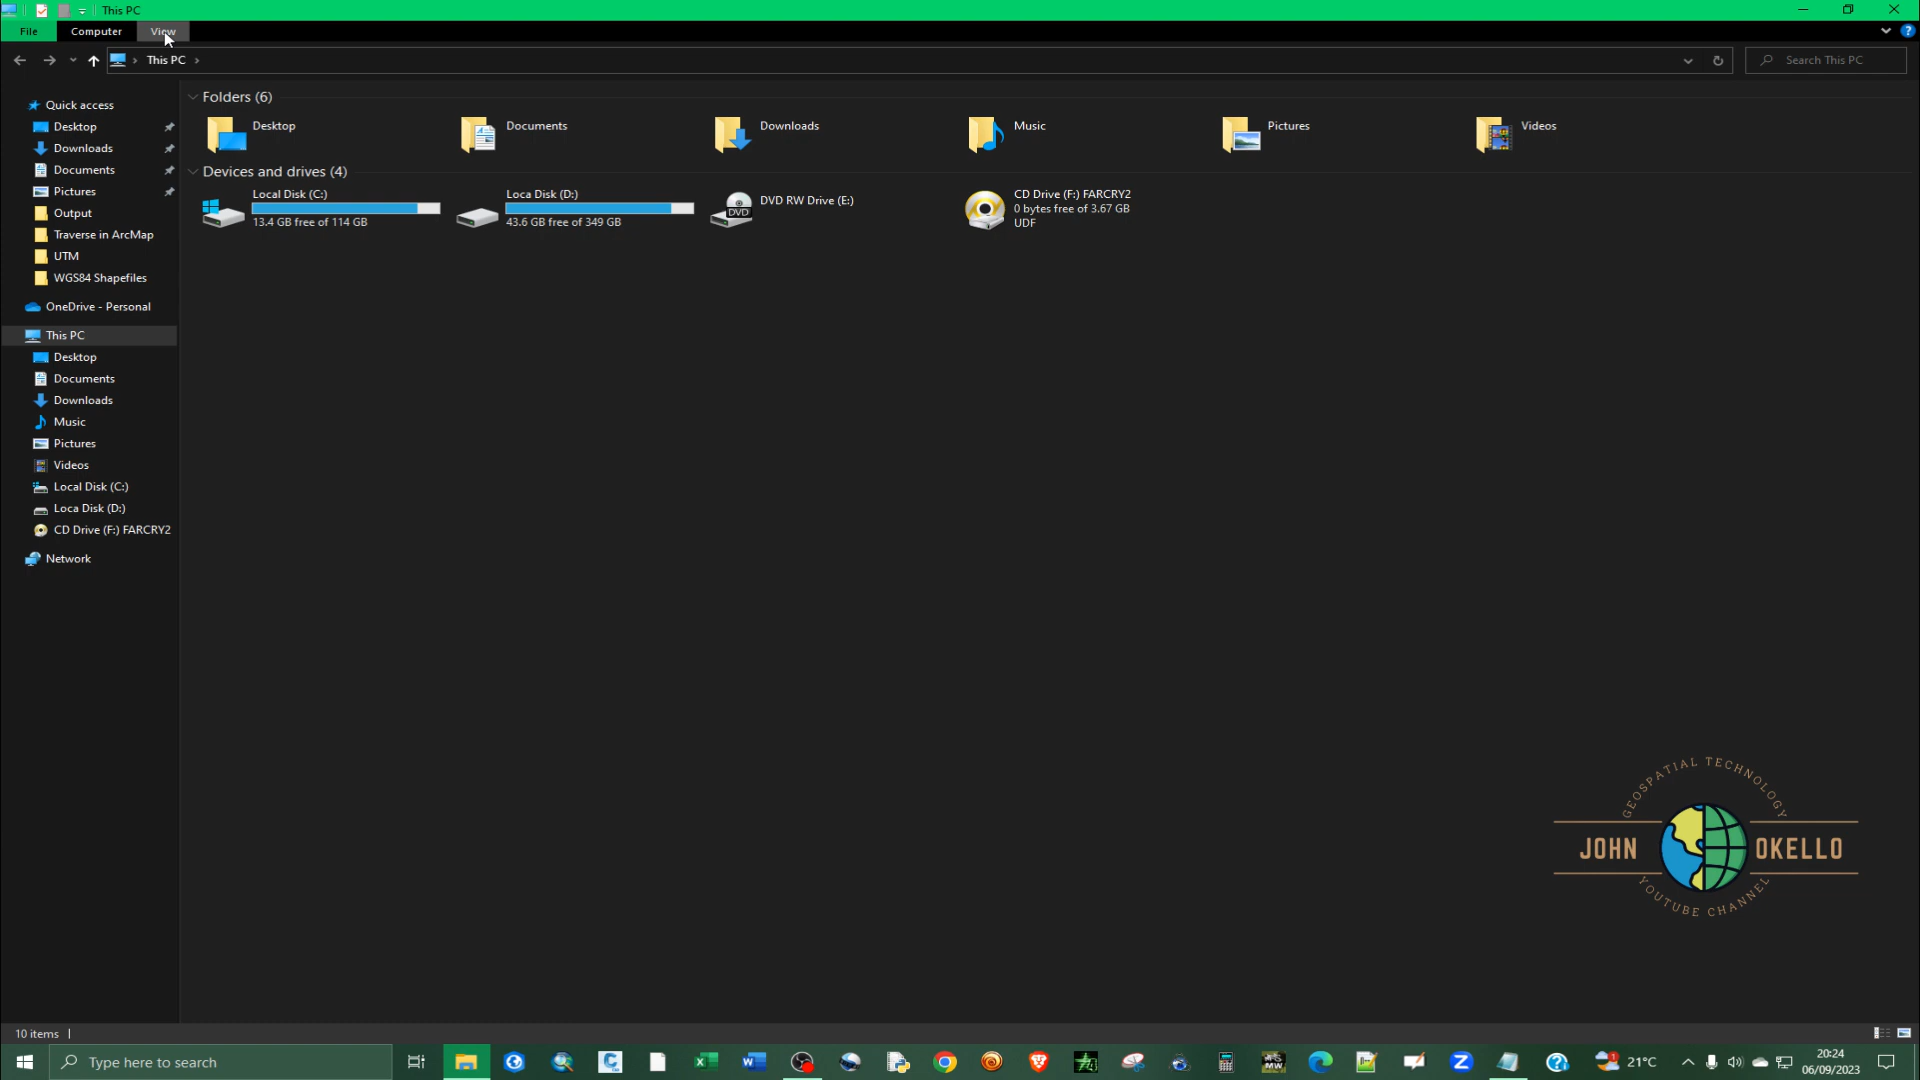 This PC
File Computer View
This PC
Search This PC
Quick access
Desktop
Downloads
Documents
Pictures
Output
Traverse in ArcMap
UTM
WGS84 Shapefiles
OneDrive - Personal
This PC
Desktop
Documents
Downloads
Music
Pictures
Videos
Local Disk (C:)
Loca Disk (D:)
CD Drive (F:) FARCRY2
Network
Folders (6)
Desktop
Documents
Downloads
Music
Pictures
Videos
Devices and drives (4)
Local Disk (C:)
13.4 GB free of 114 GB
Loca Disk (D:)
43.6 GB free of 349 GB
DVD
DVD RW Drive (E:)
CD Drive (F:) FARCRY2
0 bytes free of 3.67 GB
UDF
GEOSPATIAL TECHNOLOGY
JOHN OKELLO
YOUTUBE CHANNEL
10 items
Type here to search
MW
21°C
20:24
06/09/2023